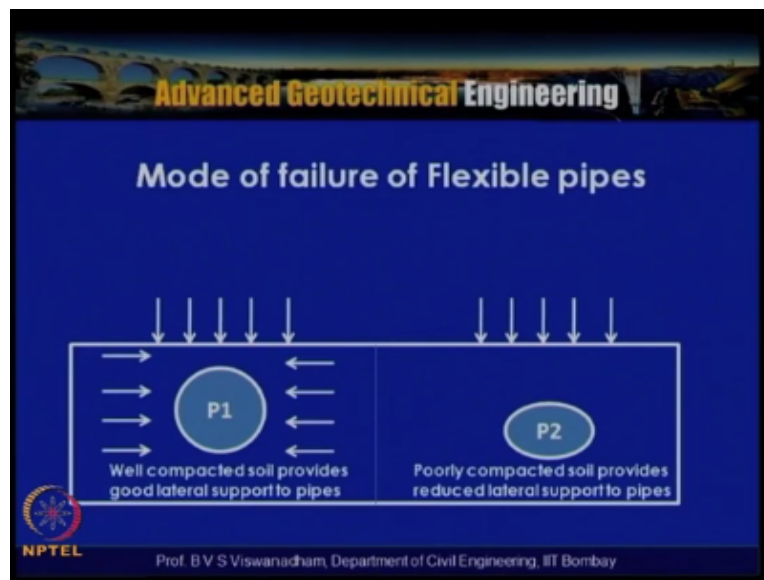 Advanced Geotechnical Engineering
Mode of failure of Flexible pipes
P1
P2
Well compacted soil provides
good lateral support to pipes
Poorly compacted soil provides
reduced lateral support to pipes
NPTEL
Prof. B V S Viswanadham, Department of Civil Engineering, IIT Bombay